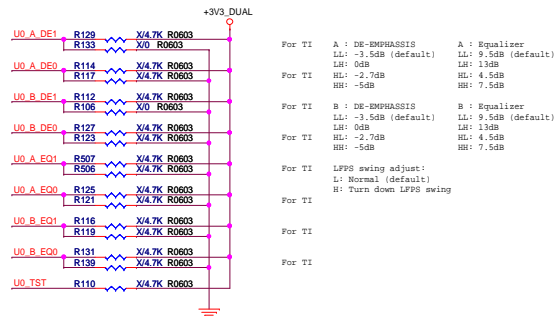 +3V3_DUAL
U0_A_DE1 R129 X/4.7K R0603
R133 X/0 R0603
U0_A_DE0 R114 X/4.7K R0603
R117 X/4.7K R0603
U0_B_DE1 R112 X/4.7K R0603
R106 X/0 R0603
U0_B_DE0 R127 X/4.7K R0603
R123 X/4.7K R0603
U0_A_EQ1 R507 X/4.7K R0603
R506 X/4.7K R0603
U0_A_EQ0 R125 X/4.7K R0603
R121 X/4.7K R0603
U0_B_EQ1 R116 X/4.7K R0603
R119 X/4.7K R0603
U0_B_EQ0 R131 X/4.7K R0603
R139 X/4.7K R0603
U0_TST R110 X/4.7K R0603
For TI A : DE-EMPHASSIS A : Equalizer
LL: -3.5dB (default) LL: 9.5dB (default)
LH: 0dB LH: 13dB
For TI HL: -2.7dB HL: 4.5dB
HH: -5dB HH: 7.5dB
For TI B : DE-EMPHASSIS B : Equalizer
LL: -3.5dB (default) LL: 9.5dB (default)
LH: 0dB LH: 13dB
For TI HL: -2.7dB HL: 4.5dB
HH: -5dB HH: 7.5dB
For TI LFPS swing adjust:
L: Normal (default)
H: Turn down LFPS swing
For TI
For TI
For TI